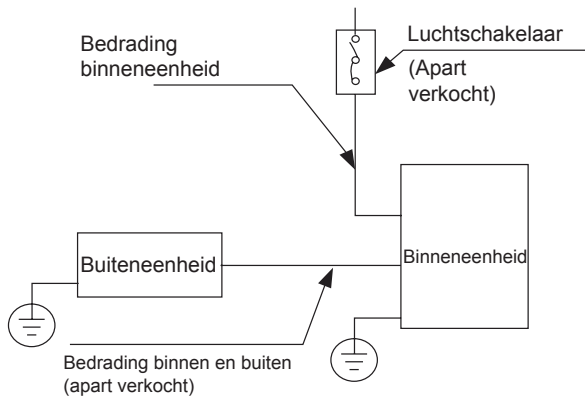 Bedrading
binneneenheid
Luchtschakelaar
(Apart
verkocht)
Buiteneenheid
Binneneenheid
Bedrading binnen en buiten
(apart verkocht)